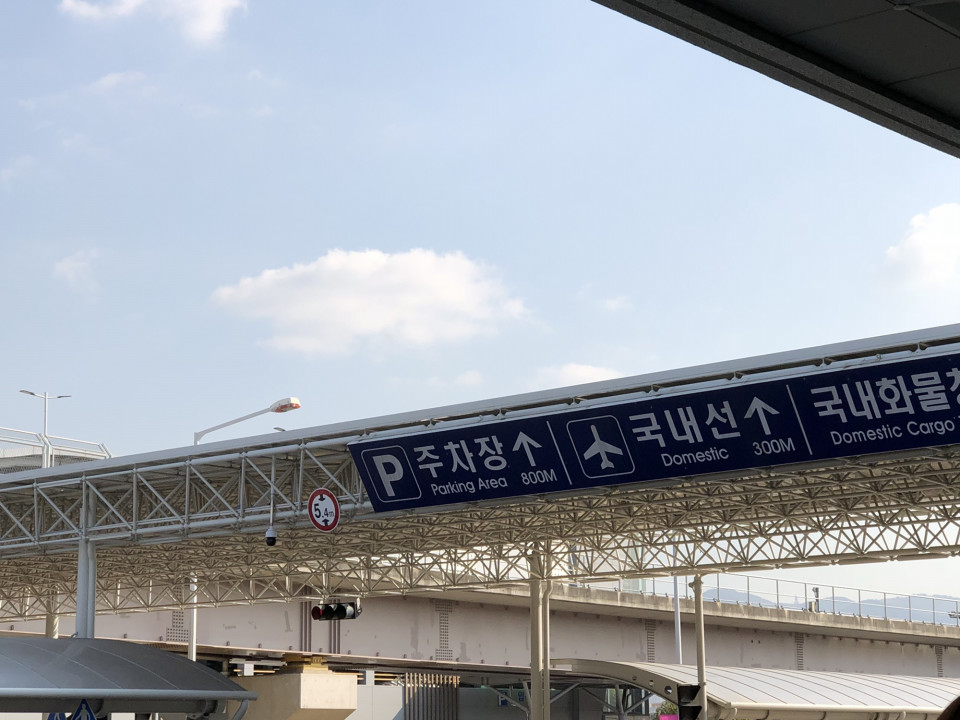 P 주차장 ↑
Parking Area 800M
국내선 ↑
Domestic 300M
국내화물
Domestic Cargo
5.4m